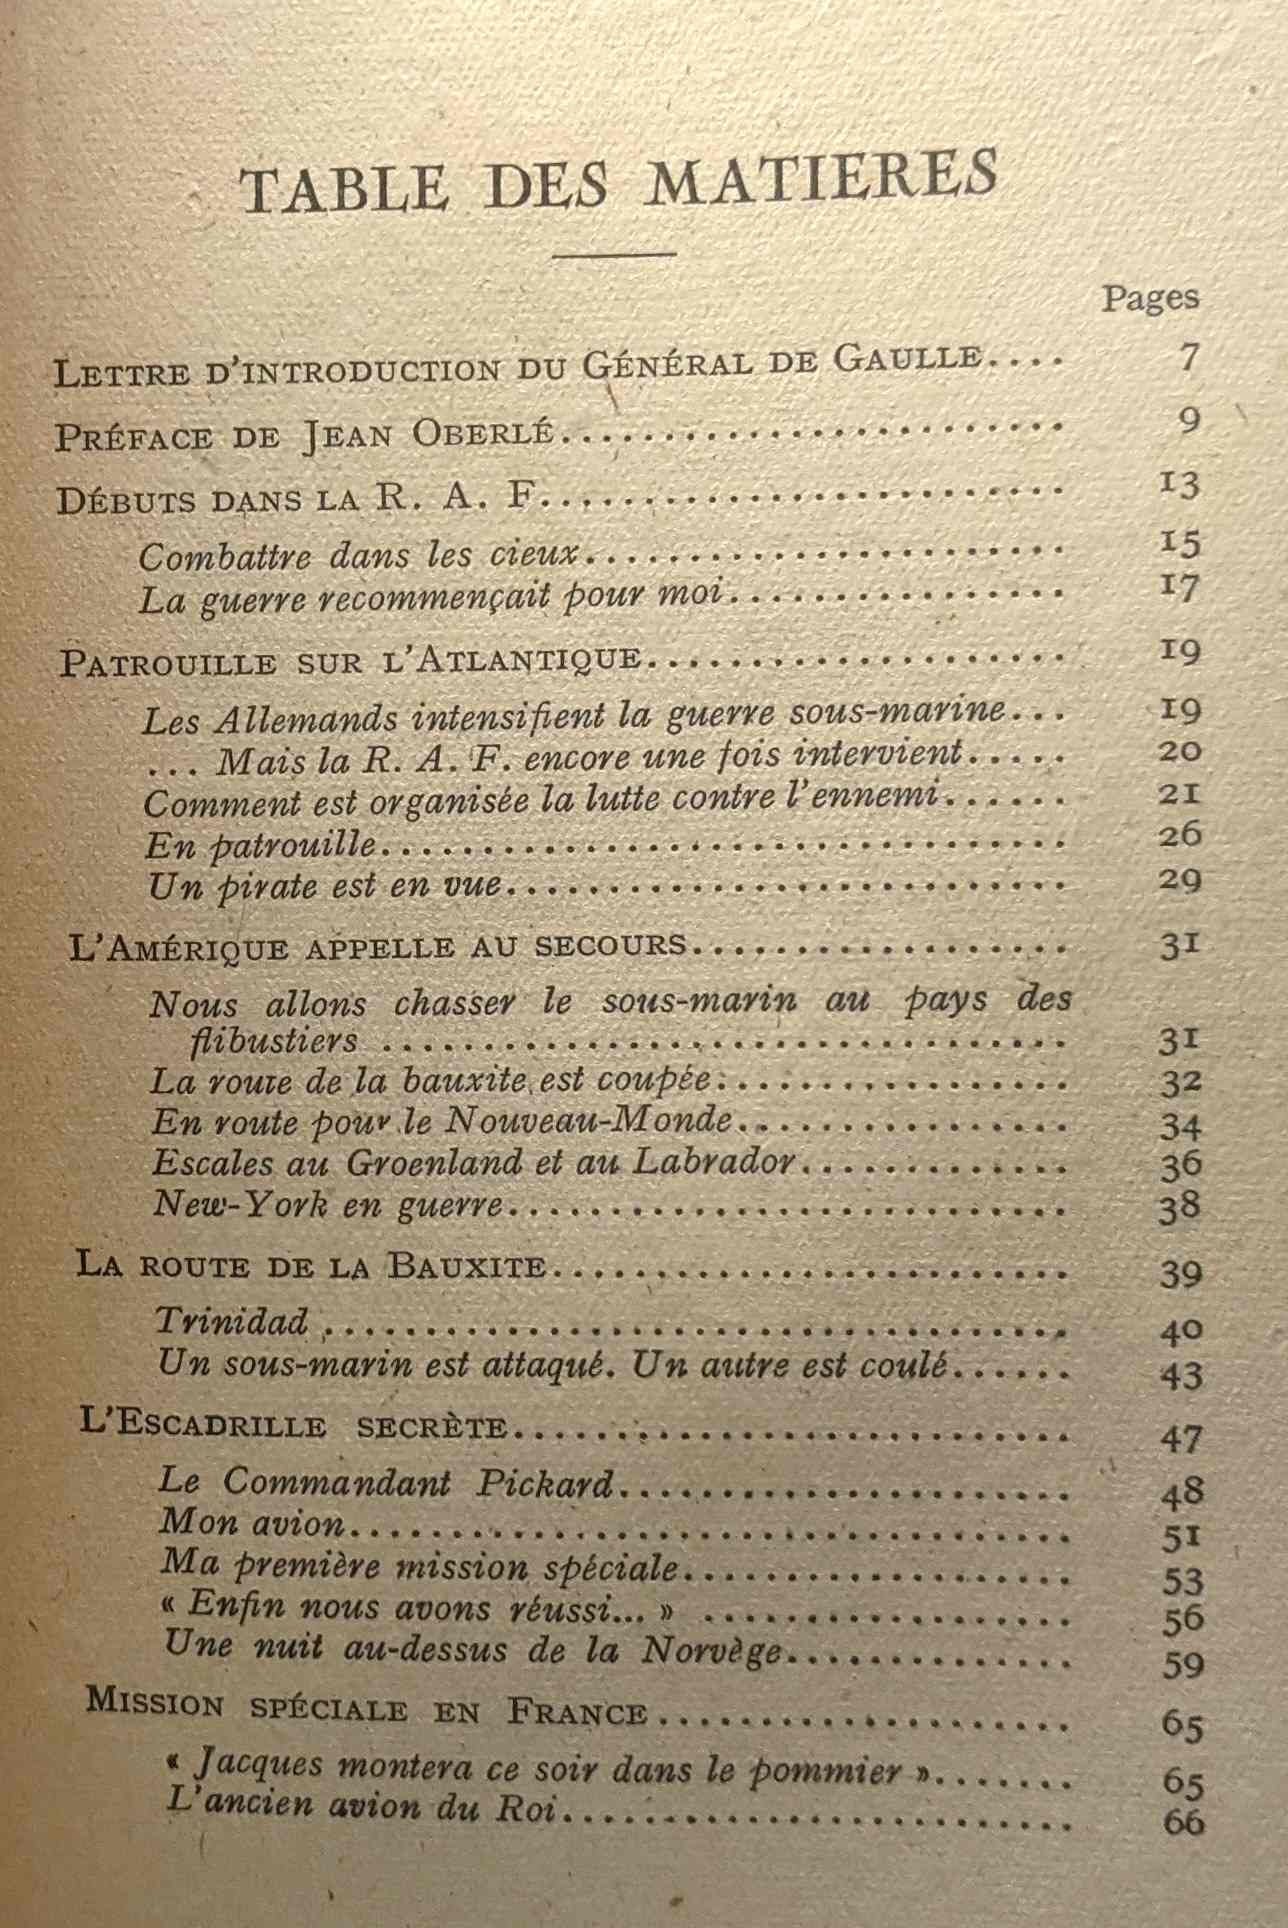 TABLE DES MATIERES
Pages
LETTRE D'INTRODUCTION DU GÉNÉRAL DE GAULLE.... 7
PRÉFACE DE JEAN OBERLÉ........................ 9
DÉBUTS DANS LA R. A. F......................... 13
Combattre dans les cieux........................ 15
La guerre recommençait pour moi................. 17
PATROUILLE SUR L'ATLANTIQUE.................... 19
Les Allemands intensifient la guerre sous-marine... 19
... Mais la R. A. F. encore une fois intervient..... 20
Comment est organisée la lutte contre l'ennemi...... 21
En patrouille.................................. 26
Un pirate est en vue............................ 29
L'AMÉRIQUE APPELLE AU SECOURS.................. 31
Nous allons chasser le sous-marin au pays des
flibustiers .................................. 31
La route de la bauxite est coupée................. 32
En route pour le Nouveau-Monde................ 34
Escales au Groenland et au Labrador............. 36
New-York en guerre............................ 38
LA ROUTE DE LA BAUXITE......................... 39
Trinidad .................................... 40
Un sous-marin est attaqué. Un autre est coulé...... 43
L'ESCADRILLE SECRÈTE........................... 47
Le Commandant Pickard...................... 48
Mon avion................................... 51
Ma première mission spéciale................... 53
« Enfin nous avons réussi... » .................. 56
Une nuit au-dessus de la Norvège.............. 59
MISSION SPÉCIALE EN FRANCE.................... 65
« Jacques montera ce soir dans le pommier »....... 65
L'ancien avion du Roi......................... 66